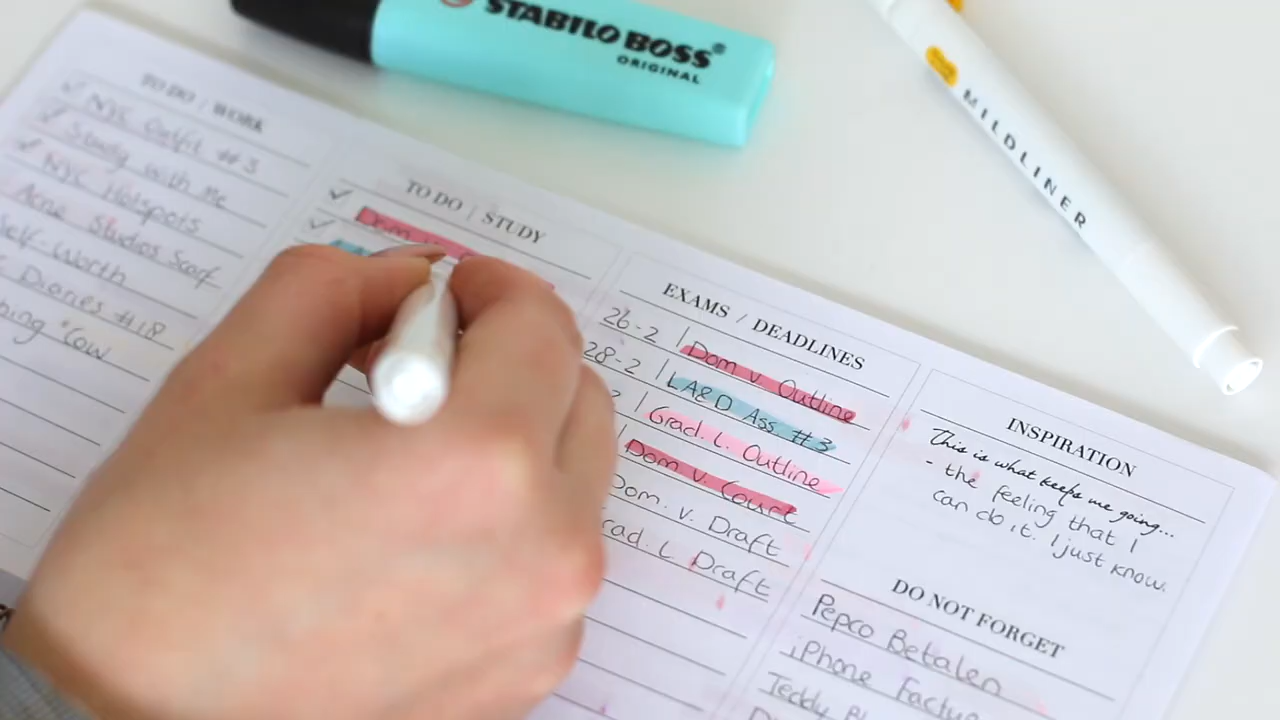 STABILO BOSS®
ORIGINAL
MILDLINER
TO DO | WORK
NYC Outfit #3
Study with Me
NYC Hotspots
Acne Studios Scarf
Self-Worth
Diaries #18
"Cow
TO DO | STUDY
EXAMS / DEADLINES
26-2 | Dom v. Outline
28-2 | LA&D Ass. #3
| Grad. L. Outline
Dom v. Court
Dom. v. Draft
Grad. L. Draft
INSPIRATION
This is what keeps me going...
- the feeling that I
can do it. I just know.
DO NOT FORGET
Pepco Betalen
iPhone
Teddy